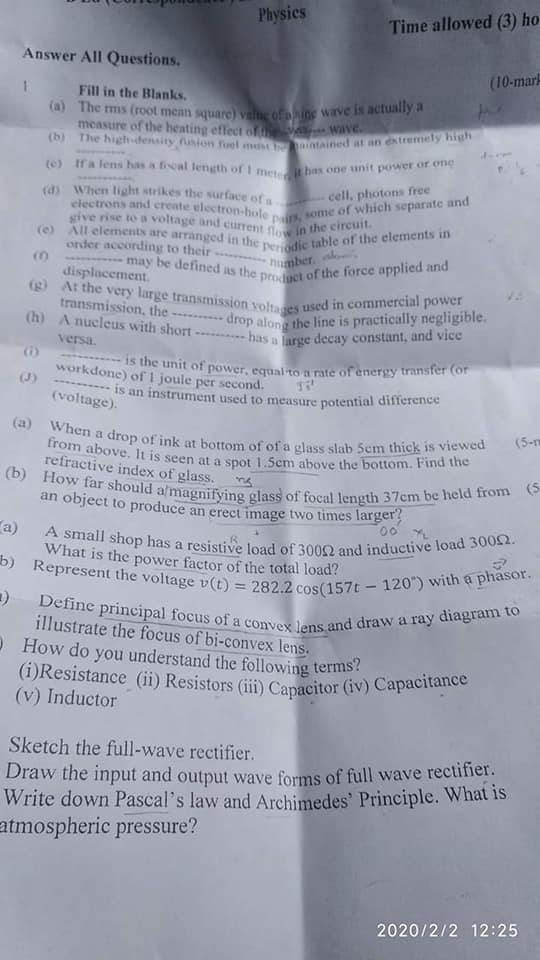 Physics
Time allowed (3) ho
Answer All Questions.
(10-mark
1 Fill in the Blanks.
(a) The rms (root mean square) value of a sine wave is actually a
measure of the heating effect of the ---------- wave.
(b) The high-density fusion fuel must be maintained at an extremely high
----------
(c) If a lens has a focal length of 1 meter, it has one unit power or one
----------
(d) When light strikes the surface of a ---------- cell, photons free
electrons and create electron-hole pairs, some of which separate and
give rise to a voltage and current flow in the circuit.
(e) All elements are arranged in the periodic table of the elements in
order according to their ---------- number.
(f) ---------- may be defined as the product of the force applied and
displacement.
(g) At the very large transmission voltages used in commercial power
transmission, the ---------- drop along the line is practically negligible.
(h) A nucleus with short ---------- has a large decay constant, and vice
versa.
(i) ---------- is the unit of power, equal to a rate of energy transfer (or
workdone) of 1 joule per second.
(J) ---------- is an instrument used to measure potential difference
(voltage).
(a) When a drop of ink at bottom of of a glass slab 5cm thick is viewed (5-m
from above. It is seen at a spot 1.5cm above the bottom. Find the
refractive index of glass.
(b) How far should a magnifying glass of focal length 37cm be held from (5
an object to produce an erect image two times larger?
(a) A small shop has a resistive load of 300Ω and inductive load 300Ω.
What is the power factor of the total load?
b) Represent the voltage v(t) = 282.2 cos(157t − 120°) with a phasor.
) Define principal focus of a convex lens and draw a ray diagram to
illustrate the focus of bi-convex lens.
) How do you understand the following terms?
(i)Resistance (ii) Resistors (iii) Capacitor (iv) Capacitance
(v) Inductor
Sketch the full-wave rectifier.
Draw the input and output wave forms of full wave rectifier.
Write down Pascal's law and Archimedes' Principle. What is
atmospheric pressure?
2020/2/2 12:25